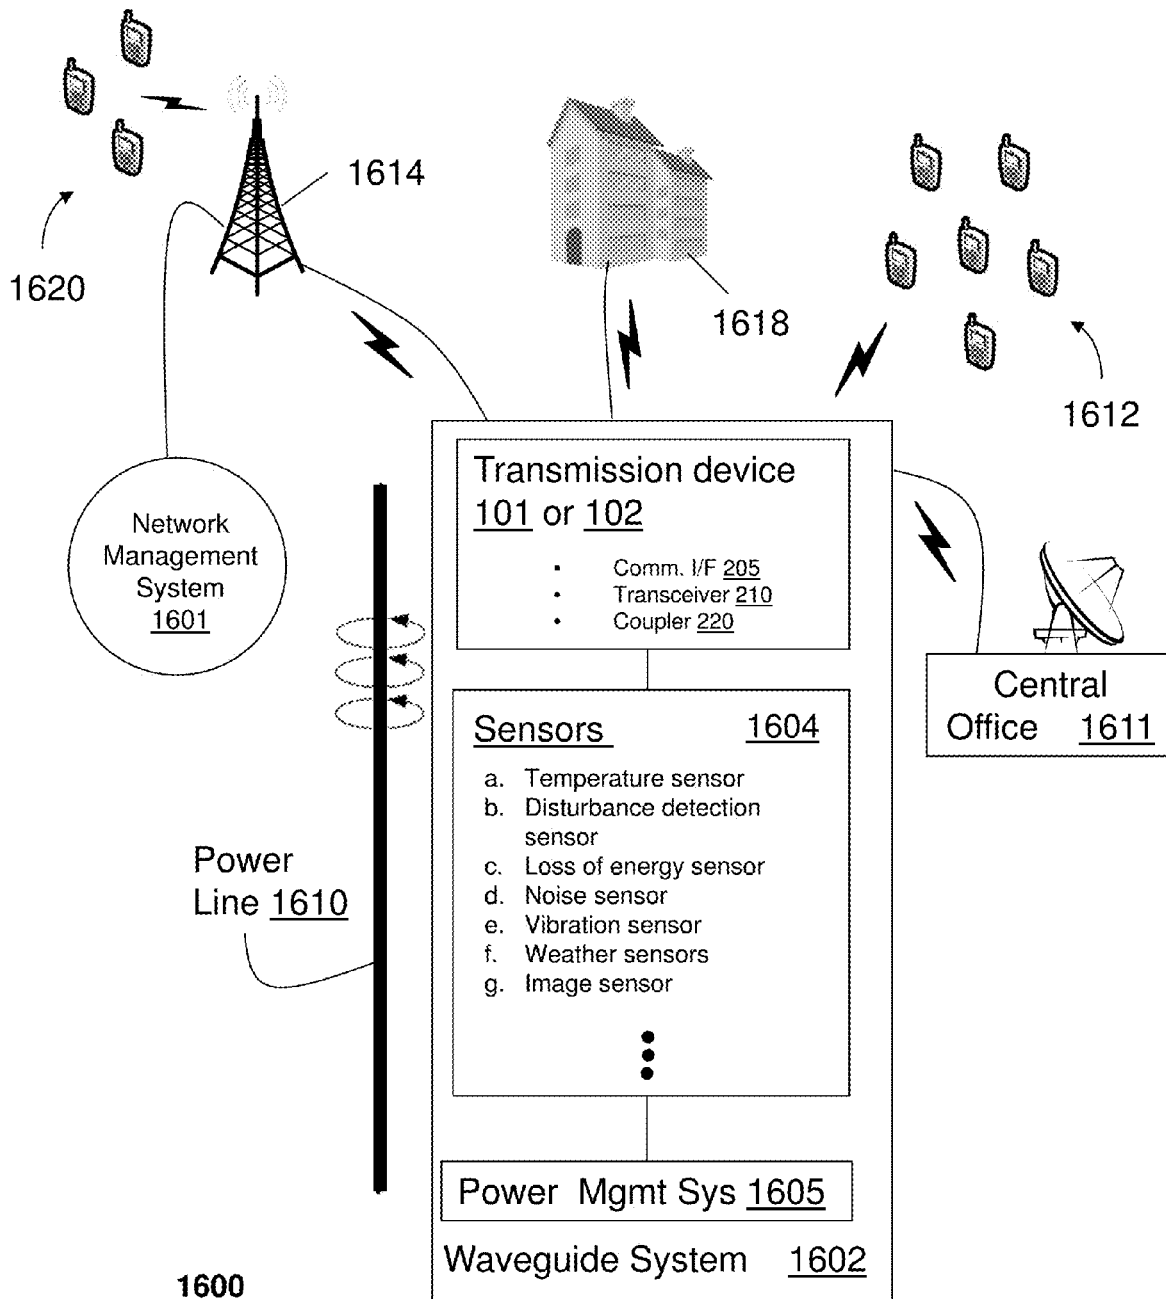 1614
1620
1618
1612
Transmission device
101 or 102
• Comm. I/F 205
• Transceiver 210
• Coupler 220
Network
Management
System
1601
Central
Office 1611
Sensors 1604
a. Temperature sensor
b. Disturbance detection
sensor
c. Loss of energy sensor
d. Noise sensor
e. Vibration sensor
f. Weather sensors
g. Image sensor
Power
Line 1610
Power Mgmt Sys 1605
Waveguide System 1602
1600